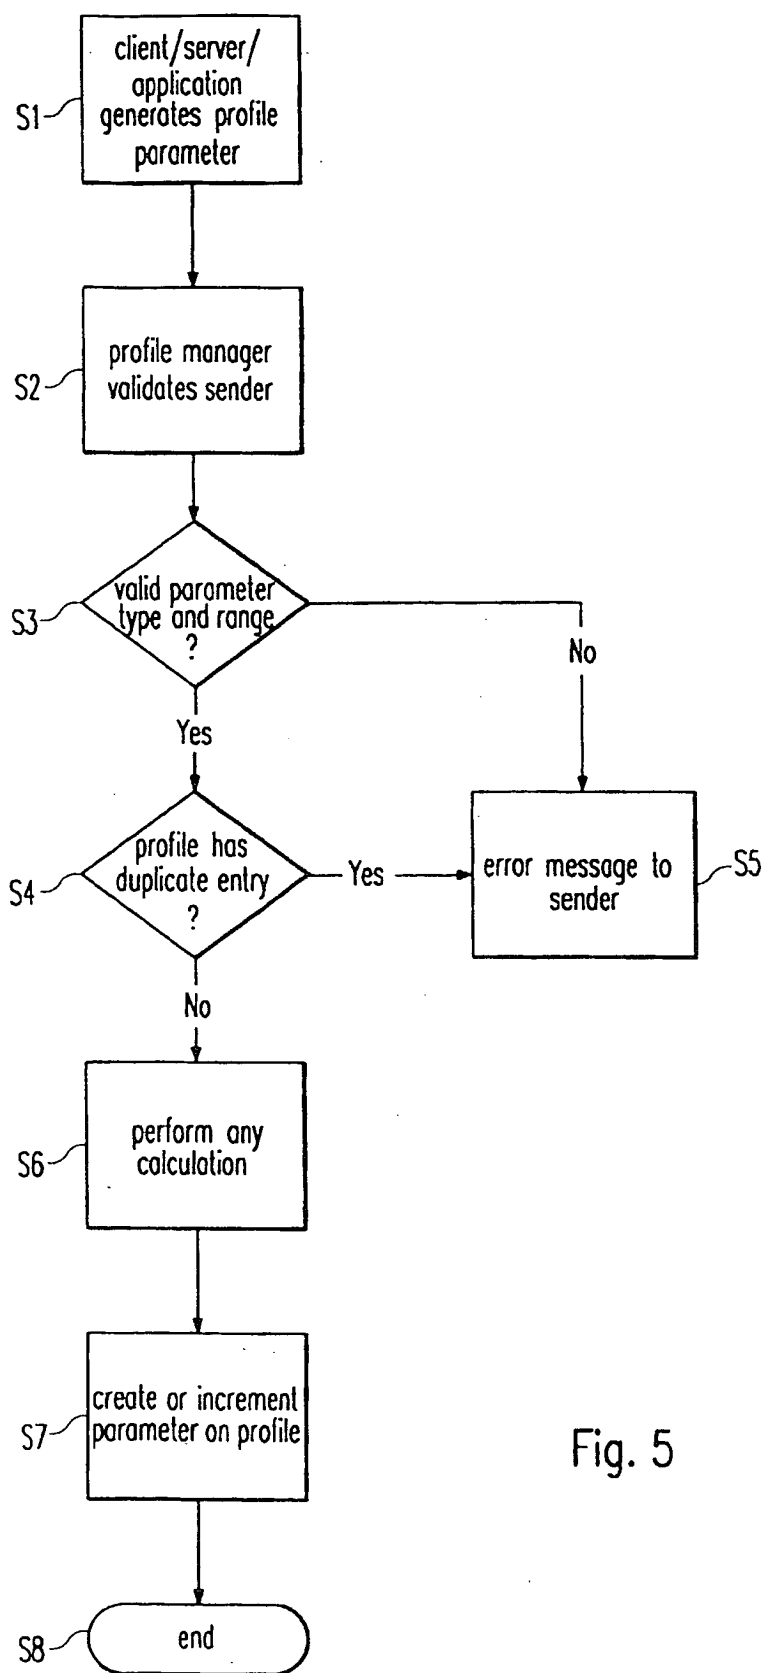 client/server/
application
generates profile
parameter
S1
profile manager
validates sender
S2
valid parameter
type and range
?
S3
No
Yes
profile has
duplicate entry
?
S4
Yes
error message to
sender
S5
No
perform any
calculation
S6
create or increment
parameter on profile
S7
Fig. 5
end
S8